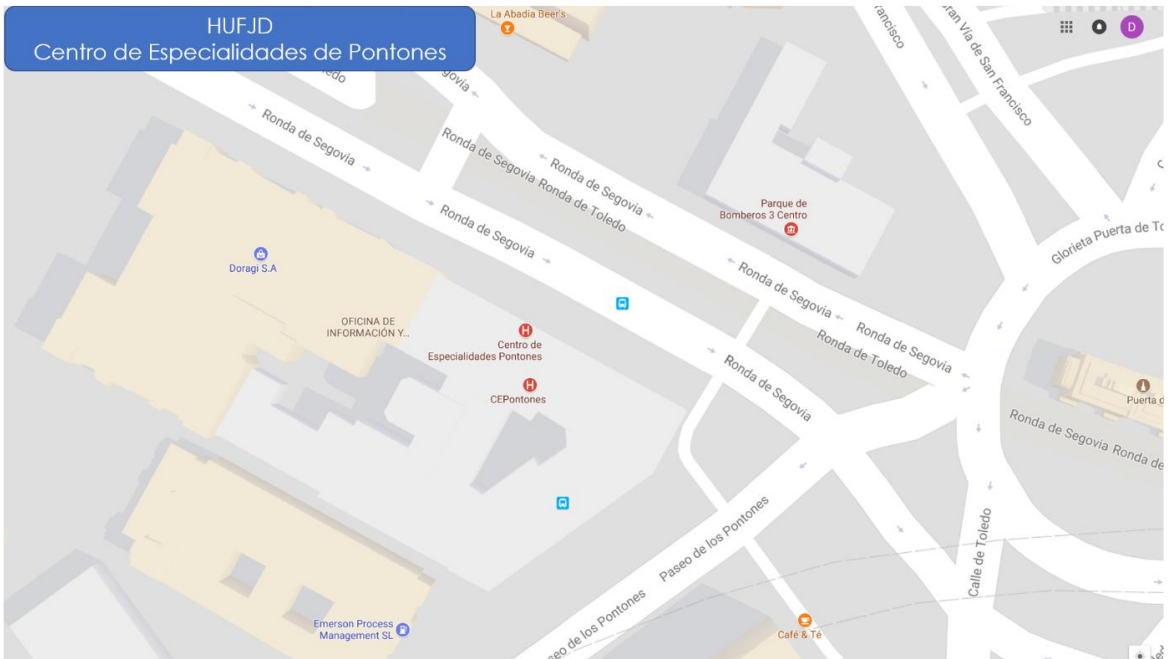 HUFJD
Centro de Especialidades de Pontones
La Abadia Beer's
D
Gran Vía de San Francisco
Ronda de Segovia
Ronda de Segovia
Ronda de Toledo
Ronda de Segovia
Ronda de Segovia
Parque de
Bomberos 3 Centro
Glorieta Puerta de To
Doragi S.A
Ronda de Segovia
Ronda de Segovia
Ronda de Toledo
OFICINA DE
INFORMACIÓN Y...
Centro de
Especialidades Pontones
CEPontones
Ronda de Segovia
Puerta d
Ronda de Segovia
Ronda de
Paseo de los Pontones
Calle de Toledo
eo de los Pontones
Emerson Process
Management SL
Café & Té